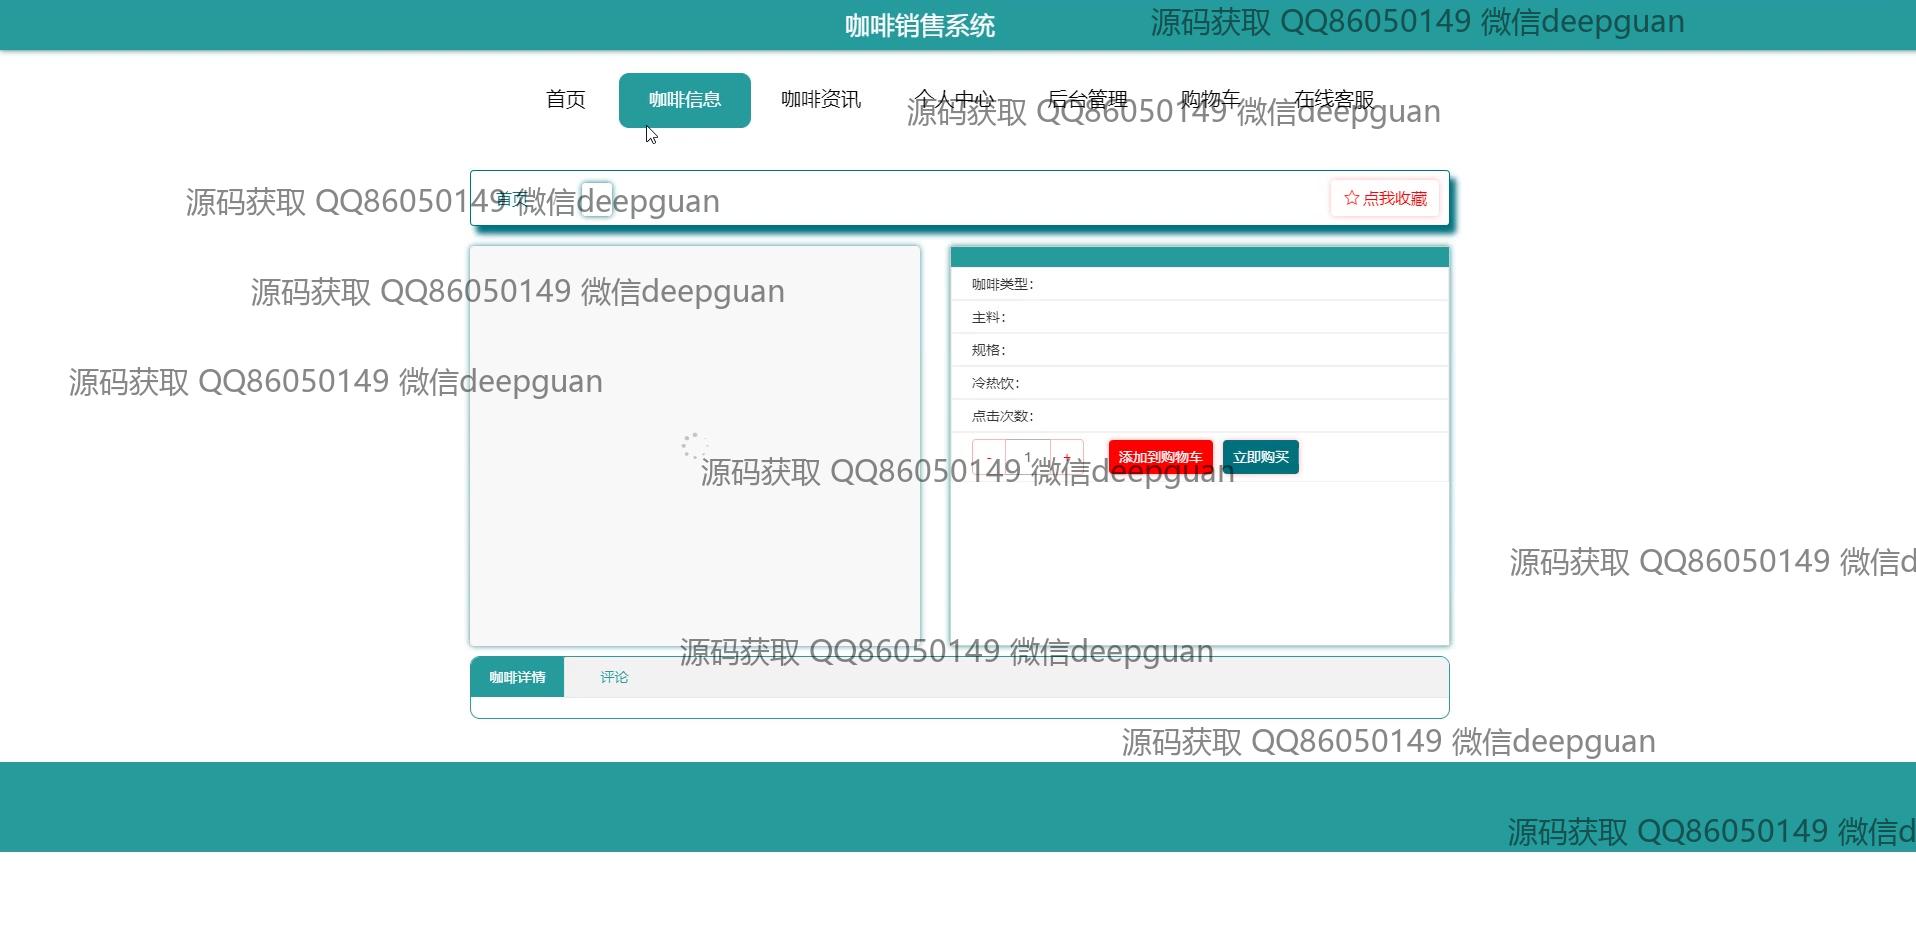 咖啡销售系统
源码获取 QQ86050149 微信deepguan
首页 咖啡信息 咖啡资讯 个人中心 后台管理 购物车 在线客服
源码获取 QQ86050149 微信deepguan
首页
☆ 点我收藏
源码获取 QQ86050149 微信deepguan
咖啡类型:
源码获取 QQ86050149 微信deepguan
主料:
规格:
冷热饮:
源码获取 QQ86050149 微信deepguan
点击次数:
- 1 + 添加到购物车 立即购买
源码获取 QQ86050149 微信deepguan
源码获取 QQ86050149 微信d
源码获取 QQ86050149 微信deepguan
咖啡详情 评论
源码获取 QQ86050149 微信deepguan
源码获取 QQ86050149 微信d